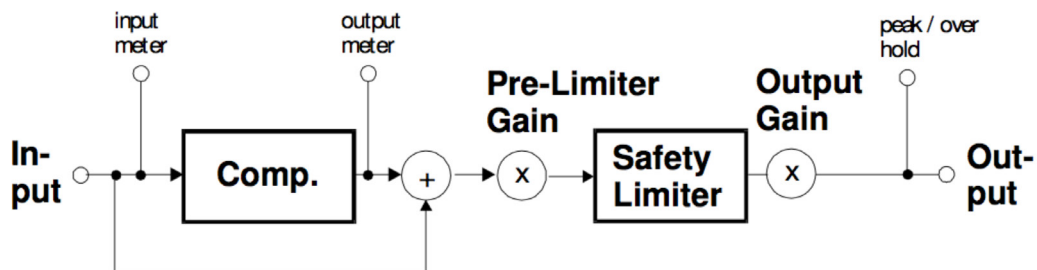 input
meter
output
meter
peak / over
hold
Pre-Limiter
Gain
Output
Gain
In-
put
Comp.
+
x
Safety
Limiter
x
Out-
put